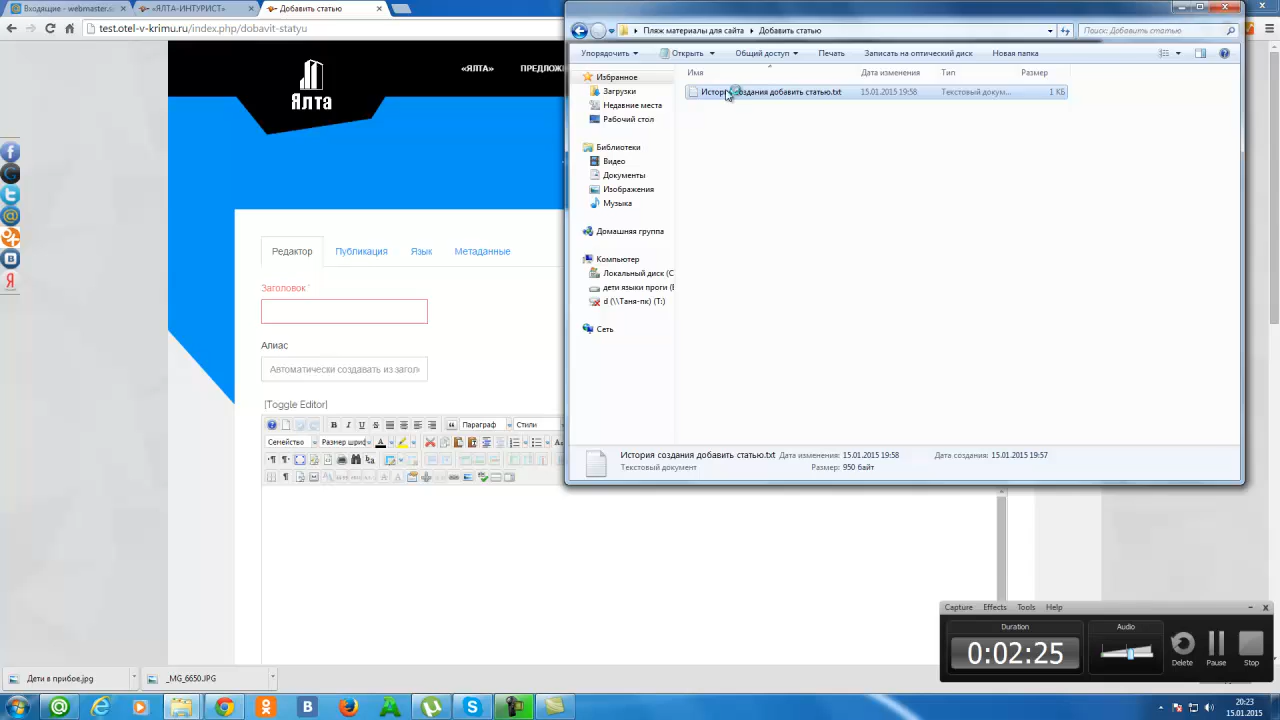 Входящие - webmaster.s
«ЯЛТА-ИНТУРИСТ»
Добавить статью
test.otel-v-krimu.ru/index.php/dobavit-statyu
Ялта
«ЯЛТА»
Редактор
Публикация
Язык
Метаданные
Заголовок *
Алиас
Автоматически создавать из загол
[Toggle Editor]
Параграф
Стили
Семейство
Размер шриф
Пляж материалы для сайта
Добавить статью
Поиск: Добавить статью
Упорядочить
Открыть
Общий доступ
Печать
Записать на оптический диск
Новая папка
Избранное
Загрузки
Недавние места
Рабочий стол
Библиотеки
Видео
Документы
Изображения
Музыка
Домашняя группа
Компьютер
Локальный диск (C
дети языки проги (
d (\\Таня-пк) (T:)
Сеть
Имя
Дата изменения
Тип
Размер
создания добавить статью.txt
15.01.2015 19:58
Текстовый докум...
1 КБ
История создания добавить статью.txt
Дата изменения: 15.01.2015 19:58
Дата создания: 15.01.2015 19:57
Текстовый документ
Размер: 950 байт
Capture
Effects
Tools
Help
Duration
Audio
0:02:25
Delete
Pause
Stop
Дети в прибое.jpg
_MG_6650.JPG
20:23
15.01.2015